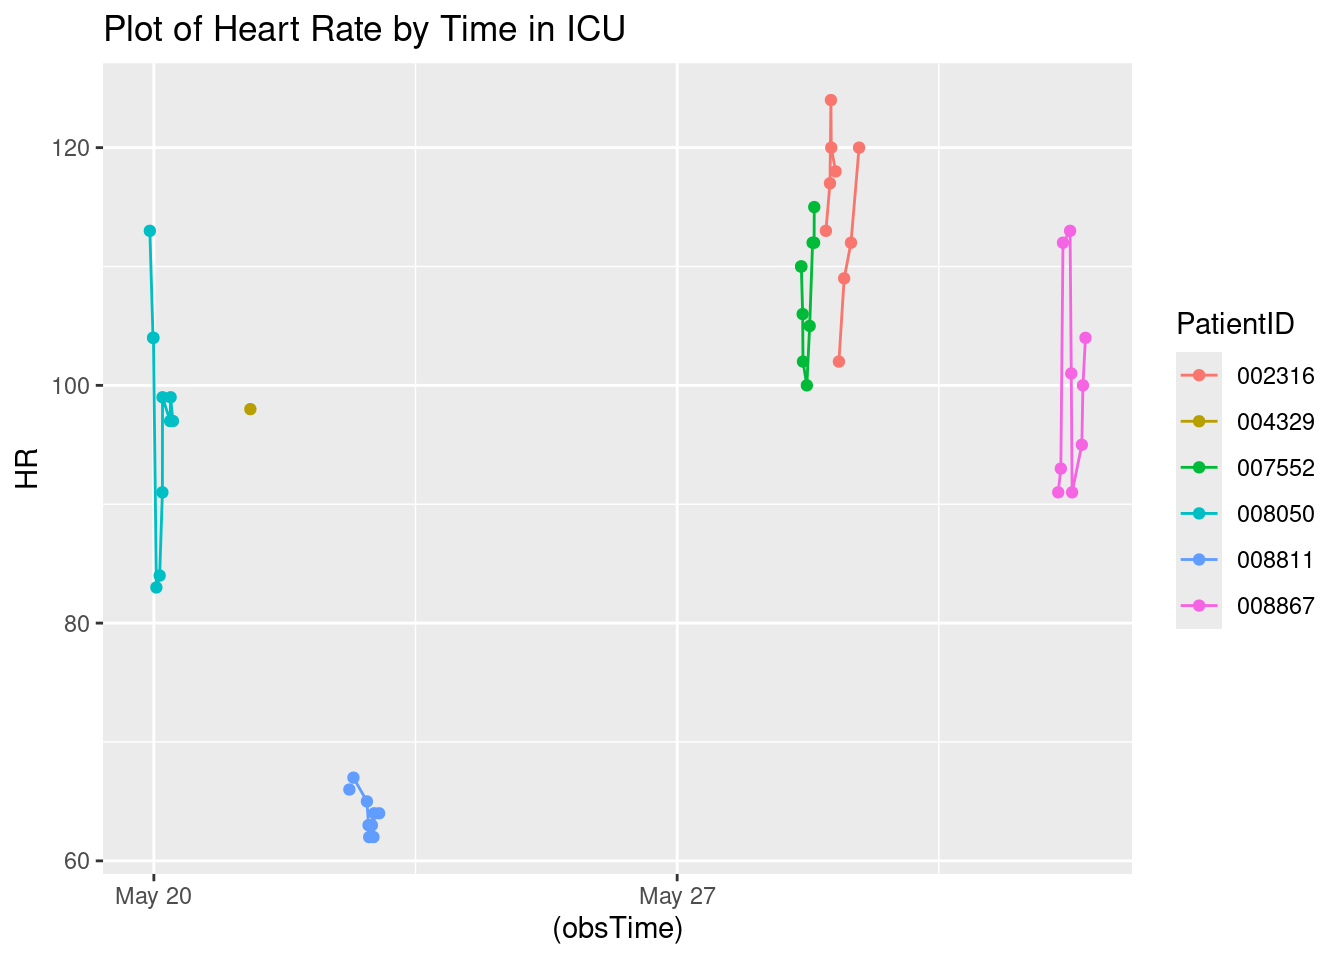 Plot of Heart Rate by Time in ICU
120
100
80
60
HR
May 20
May 27
(obsTime)
PatientID
002316
004329
007552
008050
008811
008867